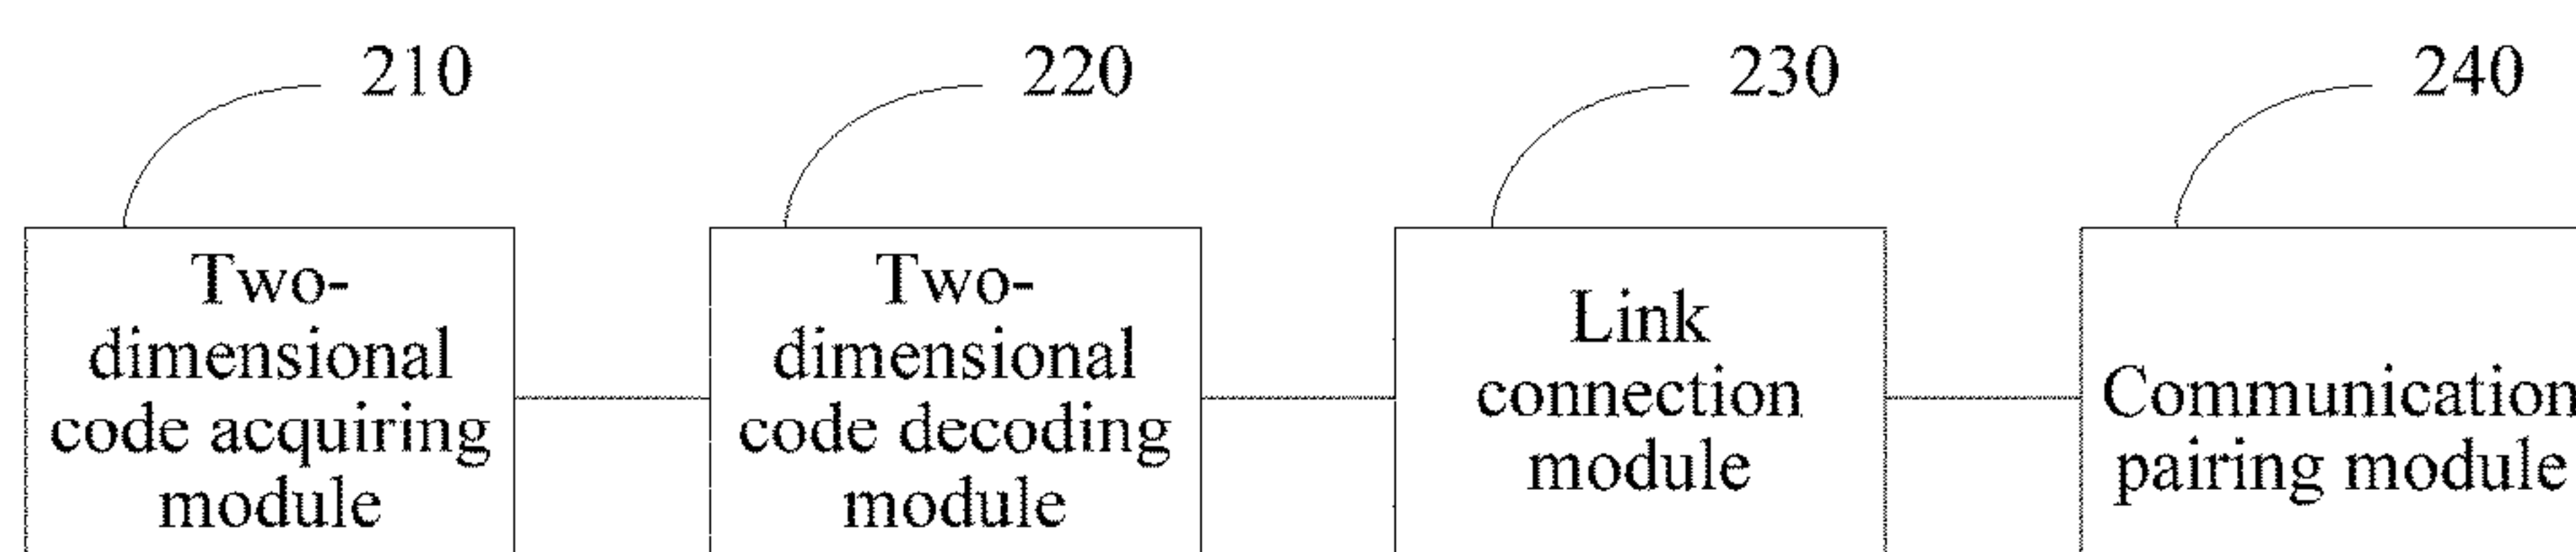 210
220
230
240
Two-
dimensional
code acquiring
module
Two-
dimensional
code decoding
module
Link
connection
module
Communication
pairing module